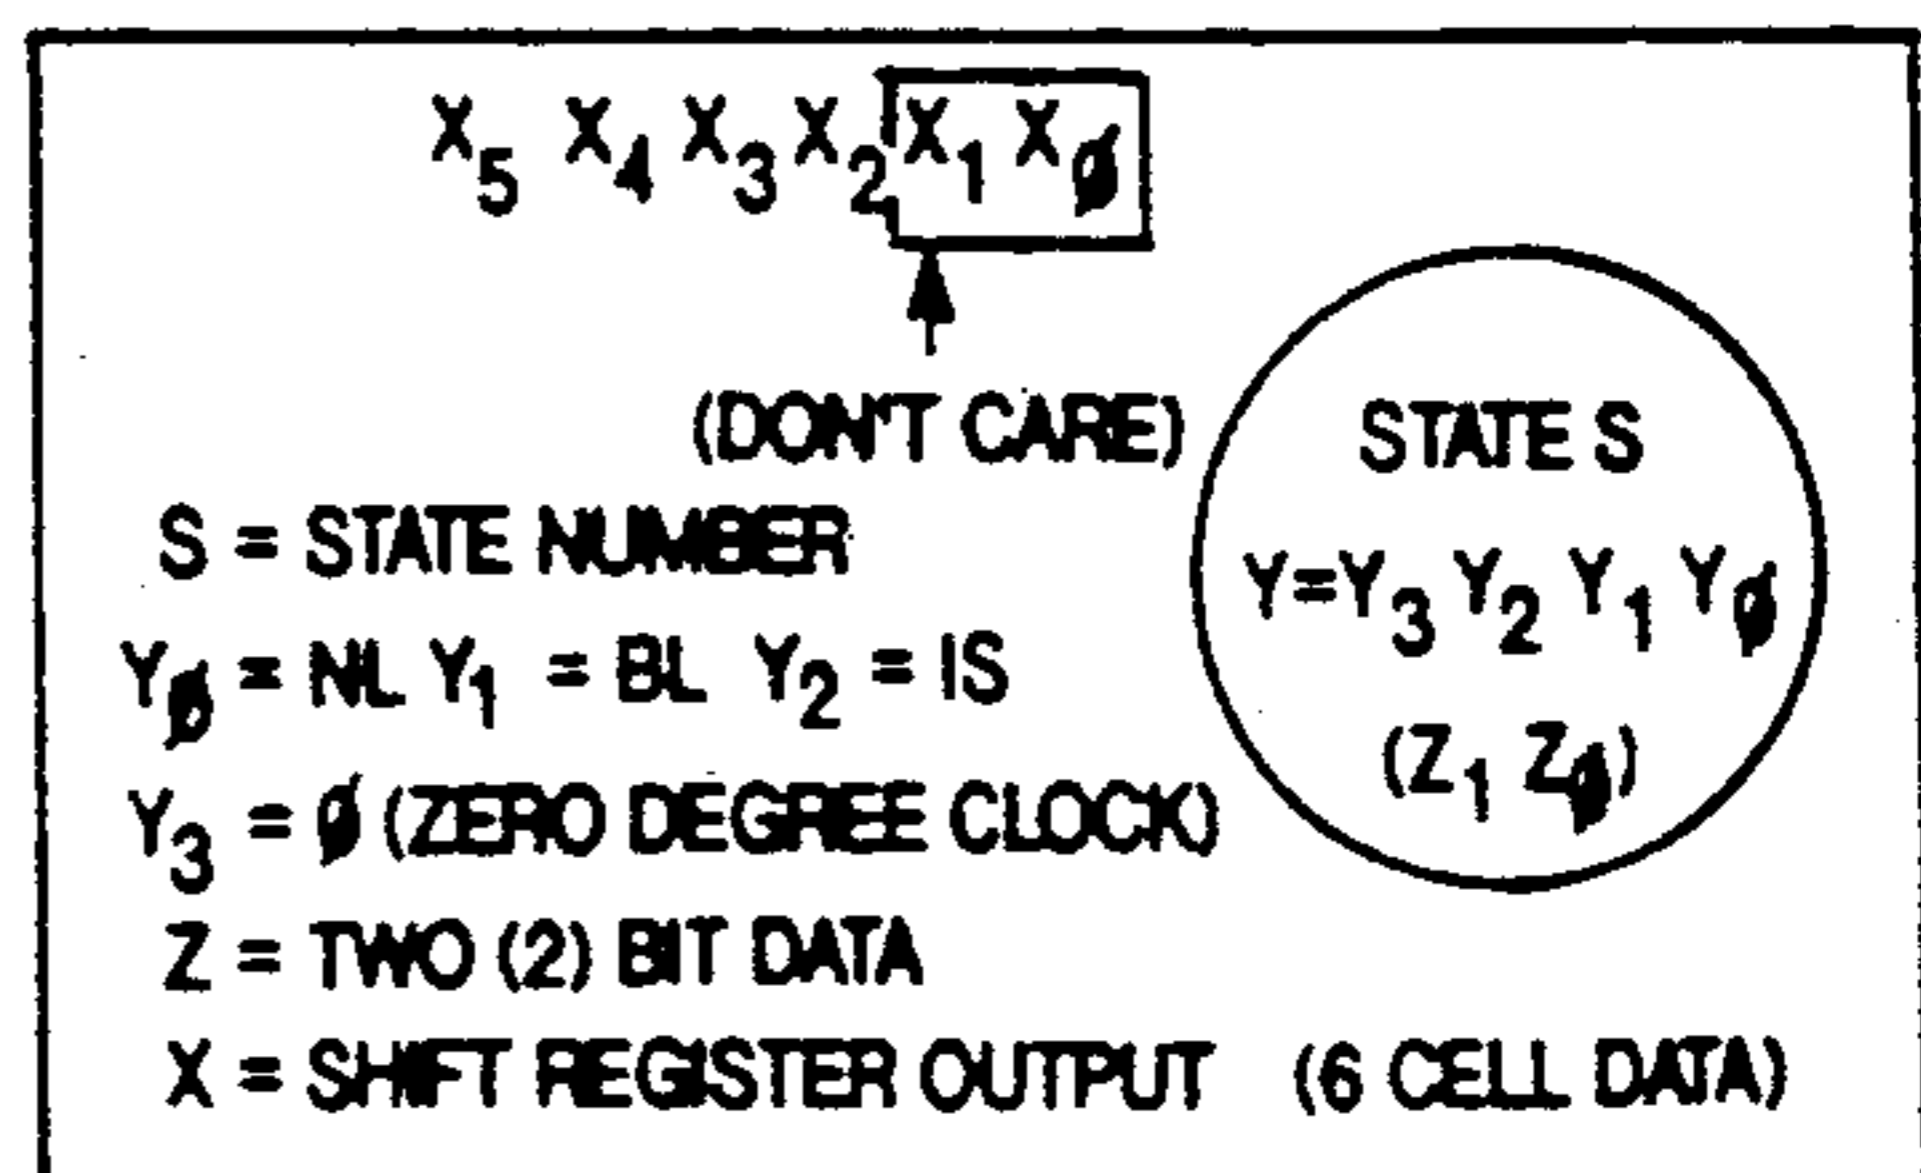 X5 X4 X3 X2 X1 XØ
(DON'T CARE)
STATE S
Y=Y3 Y2 Y1 YØ
(Z1 ZØ)
S = STATE NUMBER
YØ = NL Y1 = BL Y2 = IS
Y3 = Ø (ZERO DEGREE CLOCK)
Z = TWO (2) BIT DATA
X = SHIFT REGISTER OUTPUT (6 CELL DATA)